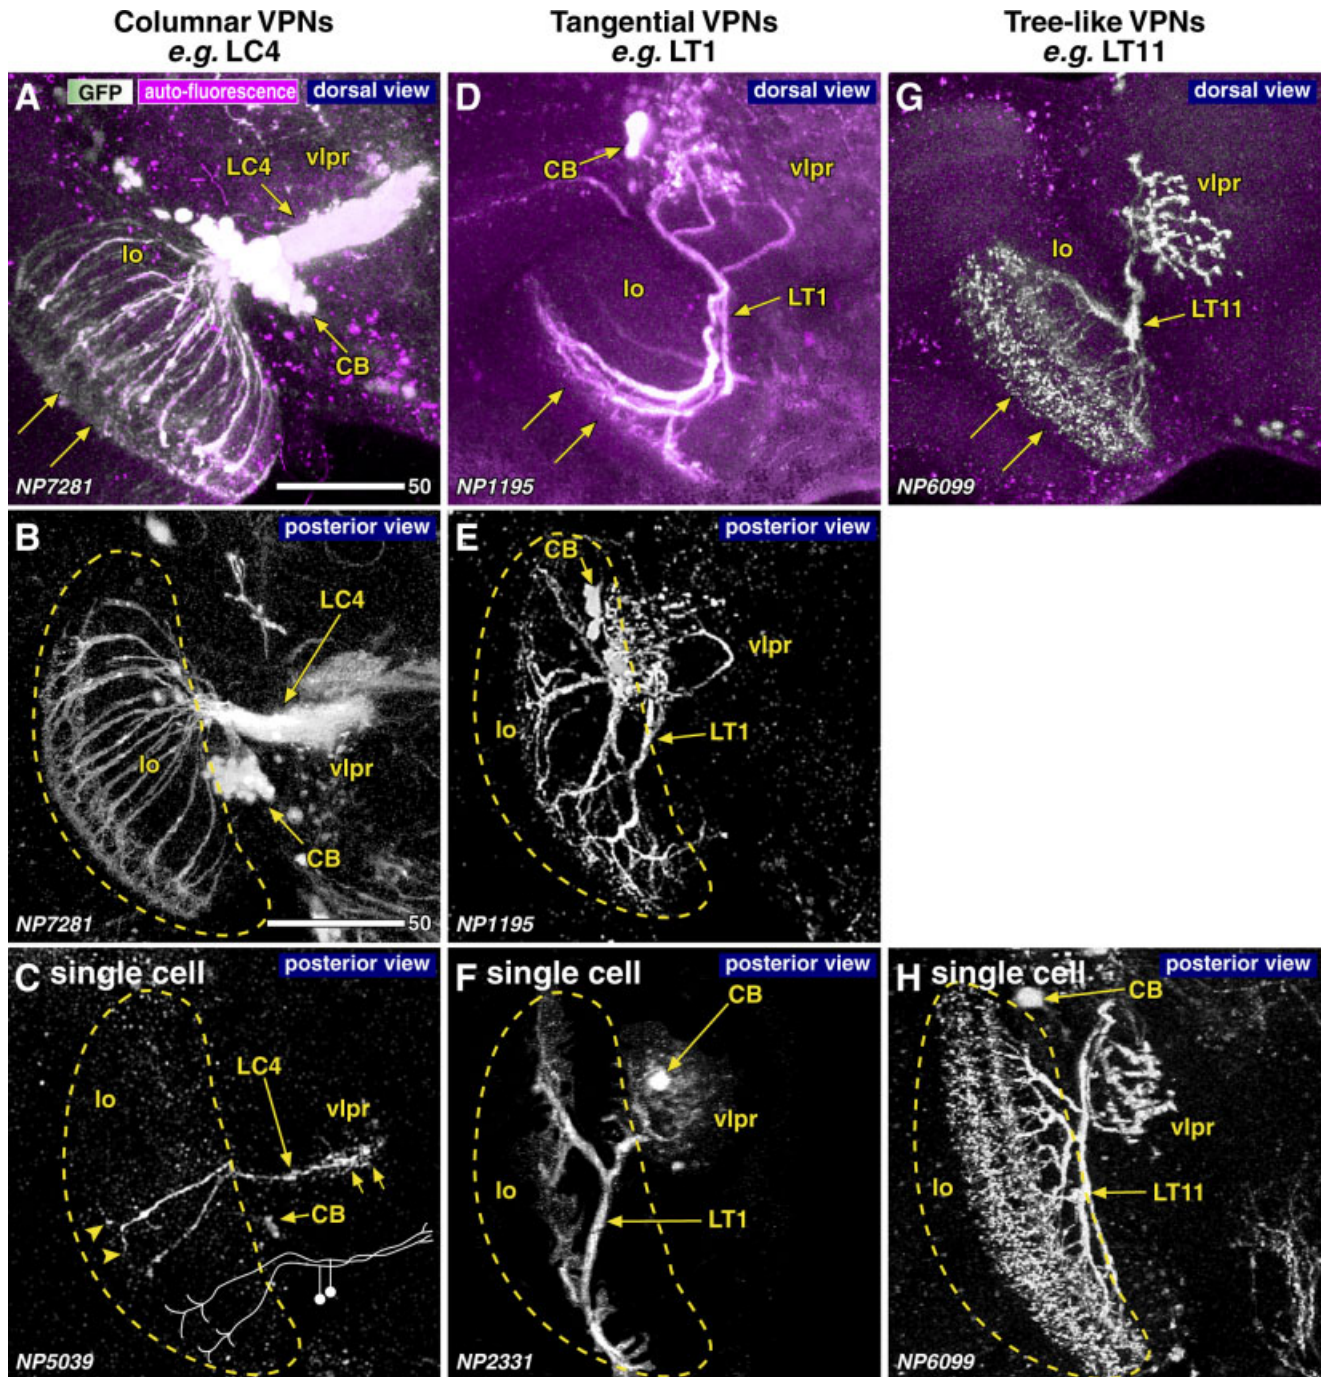 Columnar VPNs
e.g. LC4
Tangential VPNs
e.g. LT1
Tree-like VPNs
e.g. LT11
A GFP auto-fluorescence dorsal view
vlpr
LC4
lo
CB
NP7281
50
D dorsal view
CB
vlpr
lo
LT1
NP1195
G dorsal view
vlpr
lo
LT11
NP6099
B posterior view
LC4
lo
vlpr
CB
NP7281
50
E posterior view
CB
vlpr
lo
LT1
NP1195
C single cell posterior view
lo
LC4
vlpr
CB
NP5039
F single cell posterior view
CB
vlpr
lo
LT1
NP2331
H single cell posterior view
CB
vlpr
lo
LT11
NP6099